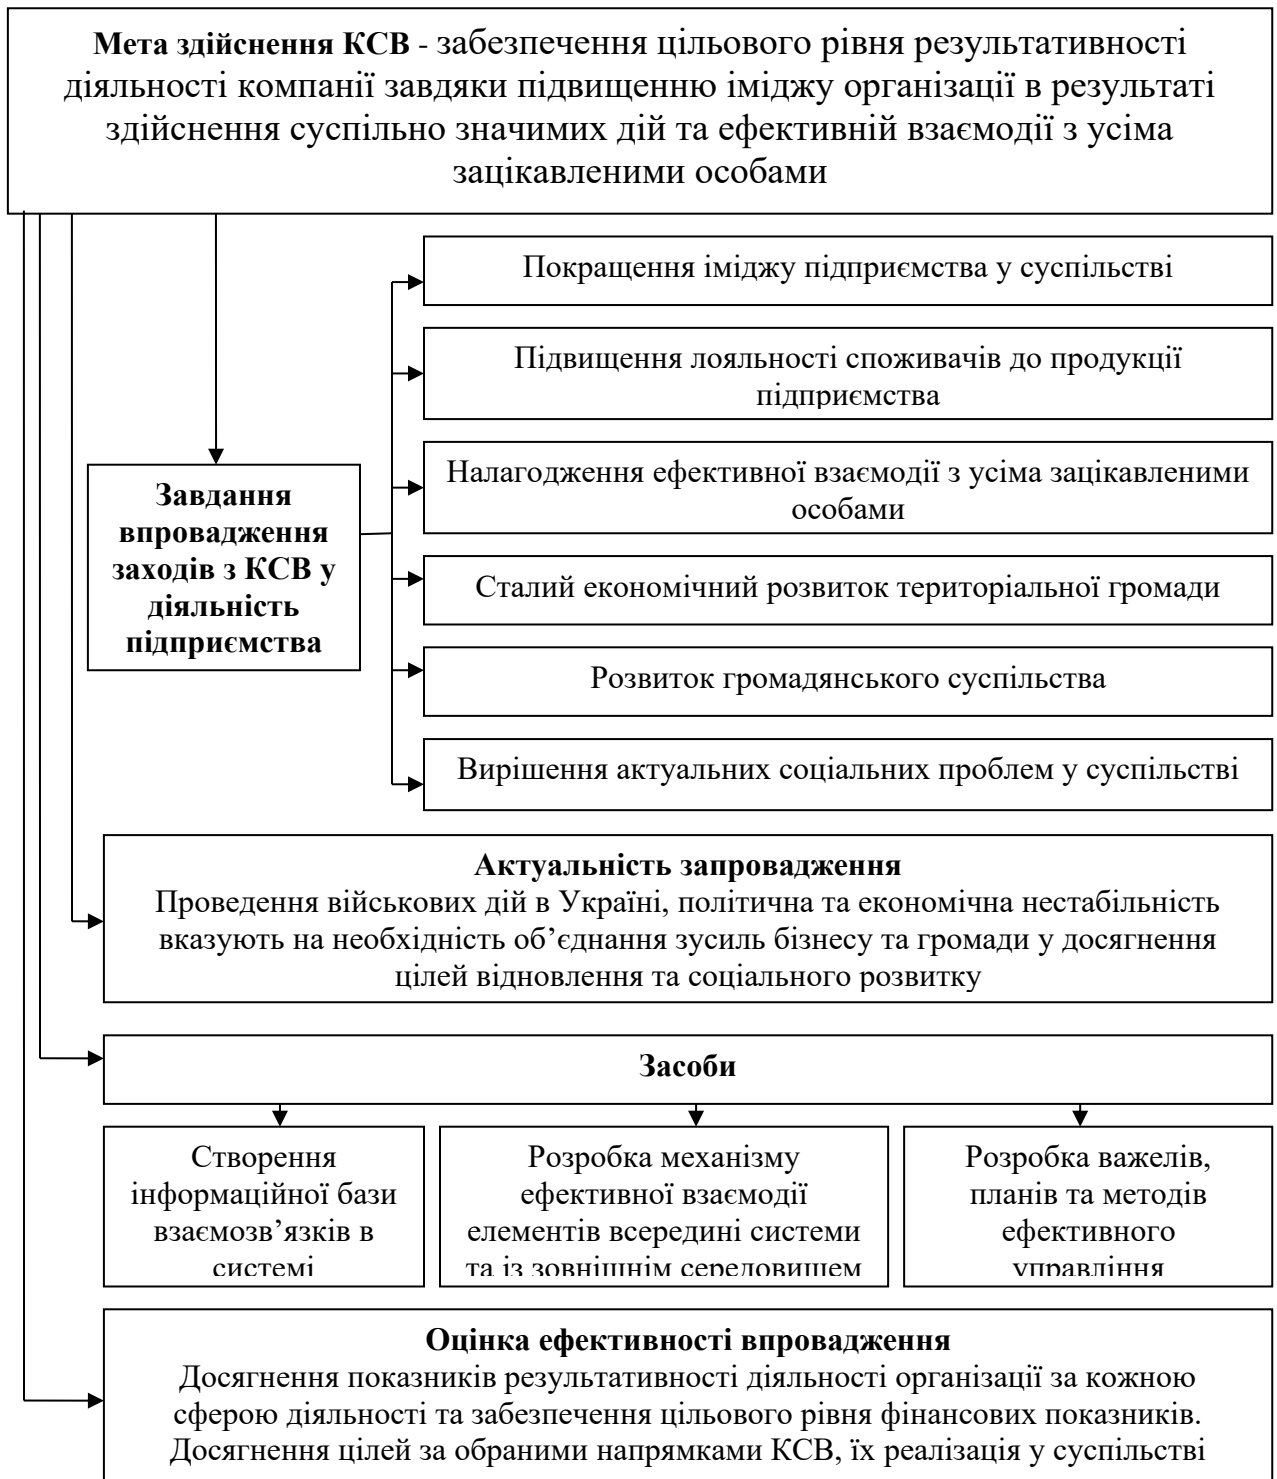 Мета здійснення КСВ - забезпечення цільового рівня результативності
діяльності компанії завдяки підвищенню іміджу організації в результаті
здійснення суспільно значимих дій та ефективній взаємодії з усіма
зацікавленими особами
Покращення іміджу підприємства у суспільстві
Підвищення лояльності споживачів до продукції
підприємства
Завдання
впровадження
заходів з КСВ у
діяльність
підприємства
Налагодження ефективної взаємодії з усіма зацікавленими
особами
Сталий економічний розвиток територіальної громади
Розвиток громадянського суспільства
Вирішення актуальних соціальних проблем у суспільстві
Актуальність запровадження
Проведення військових дій в Україні, політична та економічна нестабільність
вказують на необхідність об’єднання зусиль бізнесу та громади у досягнення
цілей відновлення та соціального розвитку
Засоби
Створення
інформаційної бази
взаємозв’язків в
системі
Розробка механізму
ефективної взаємодії
елементів всередині системи
та із зовнішнім середовищем
Розробка важелів,
планів та методів
ефективного
управління
Оцінка ефективності впровадження
Досягнення показників результативності діяльності організації за кожною
сферою діяльності та забезпечення цільового рівня фінансових показників.
Досягнення цілей за обраними напрямками КСВ, їх реалізація у суспільстві